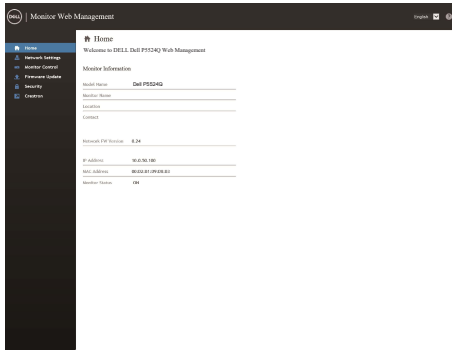 DELL | Monitor Web Management
English
Home
Network Settings
Monitor Control
Firmware Update
Security
Crestron
Home
Welcome to DELL Dell P5524Q Web Management
Monitor Information
Model Name Dell P5524Q
Monitor Name
Location
Contact
Network FW Version 0.24
IP Address 10.0.50.100
MAC Address
Monitor Status ON